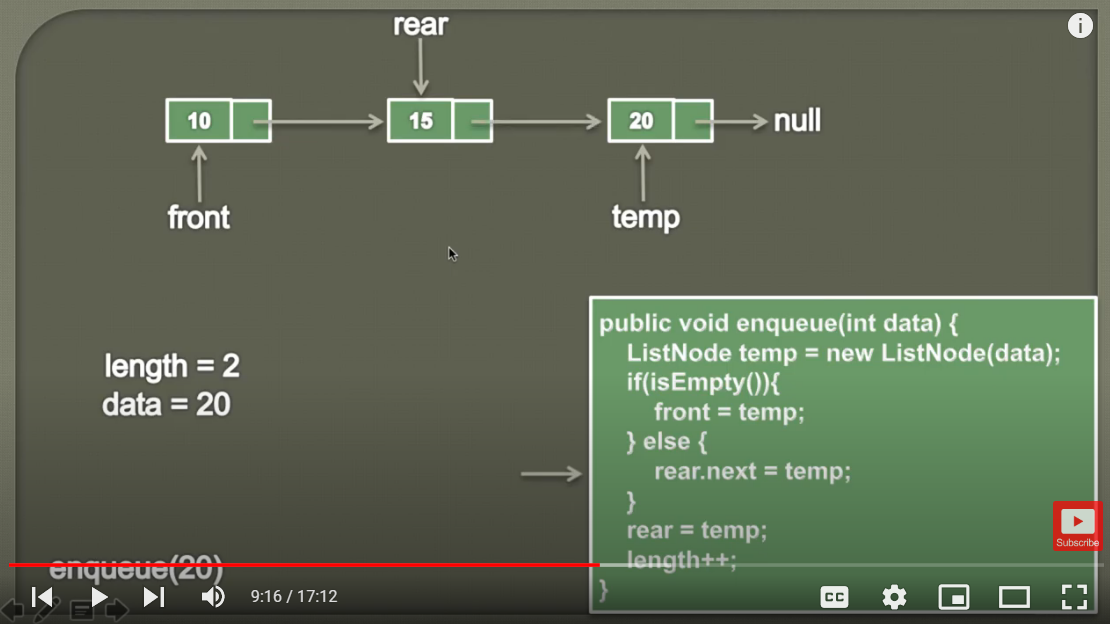 rear
10
15
20
null
front
temp
length = 2
data = 20
public void enqueue(int data) {
ListNode temp = new ListNode(data);
if(isEmpty()){
front = temp;
} else {
rear.next = temp;
}
rear = temp;
length++;
}
enqueue(20)
Subscribe
9:16 / 17:12
CC
i